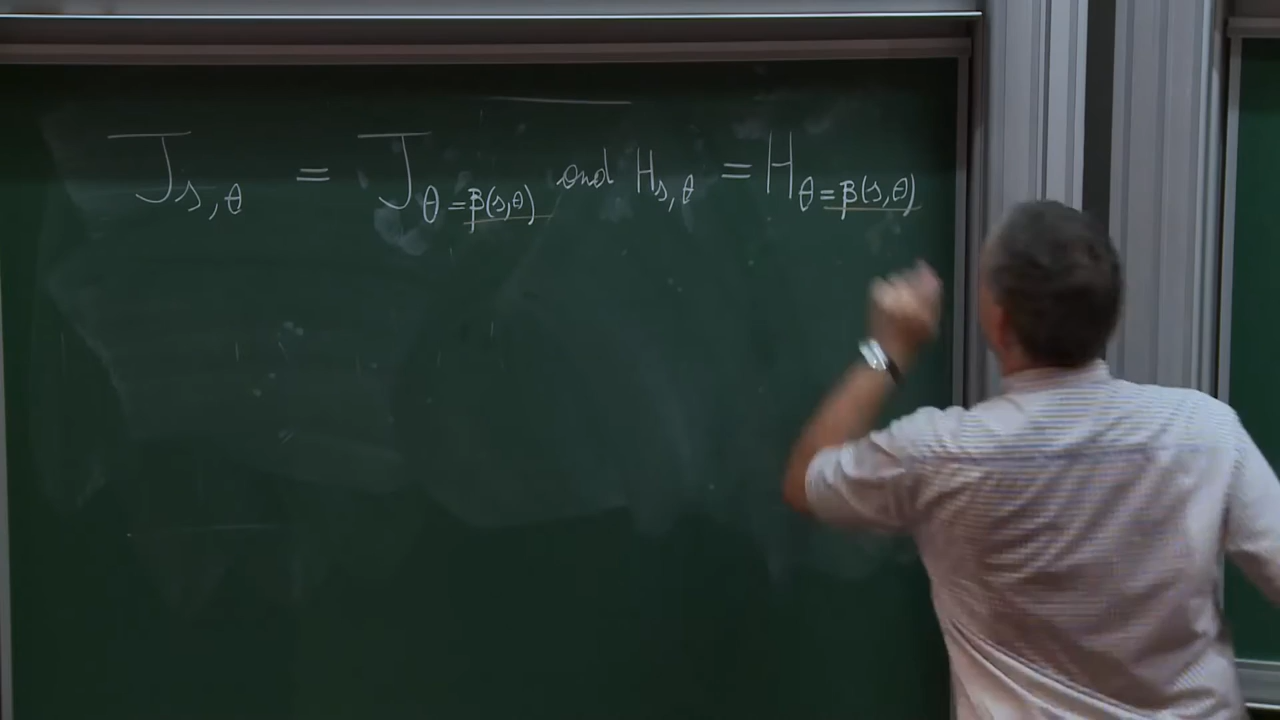 J_{s,θ} = J_{θ=β(s,θ)} and H_{s,θ} = H_{θ=β(s,θ)}